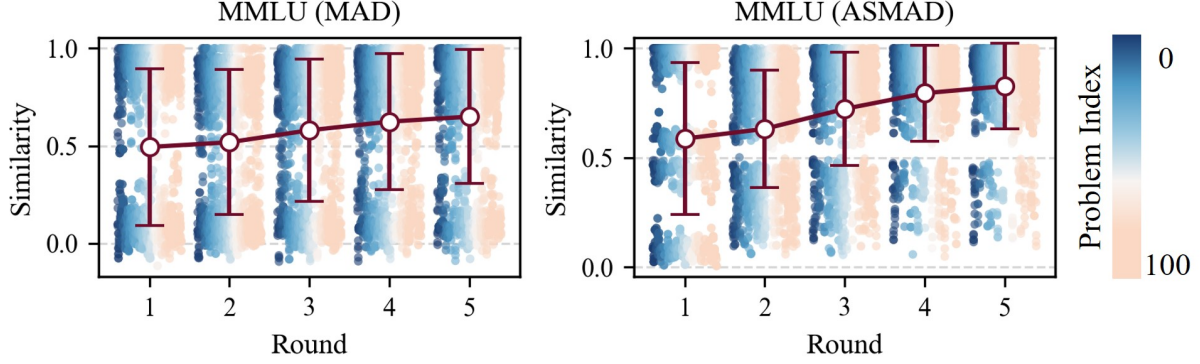 MMLU (MAD)
1.0
0.5
0.0
Similarity
1
2
3
4
5
Round
MMLU (ASMAD)
1.0
0.5
0.0
Similarity
1
2
3
4
5
Round
Problem Index
0
100